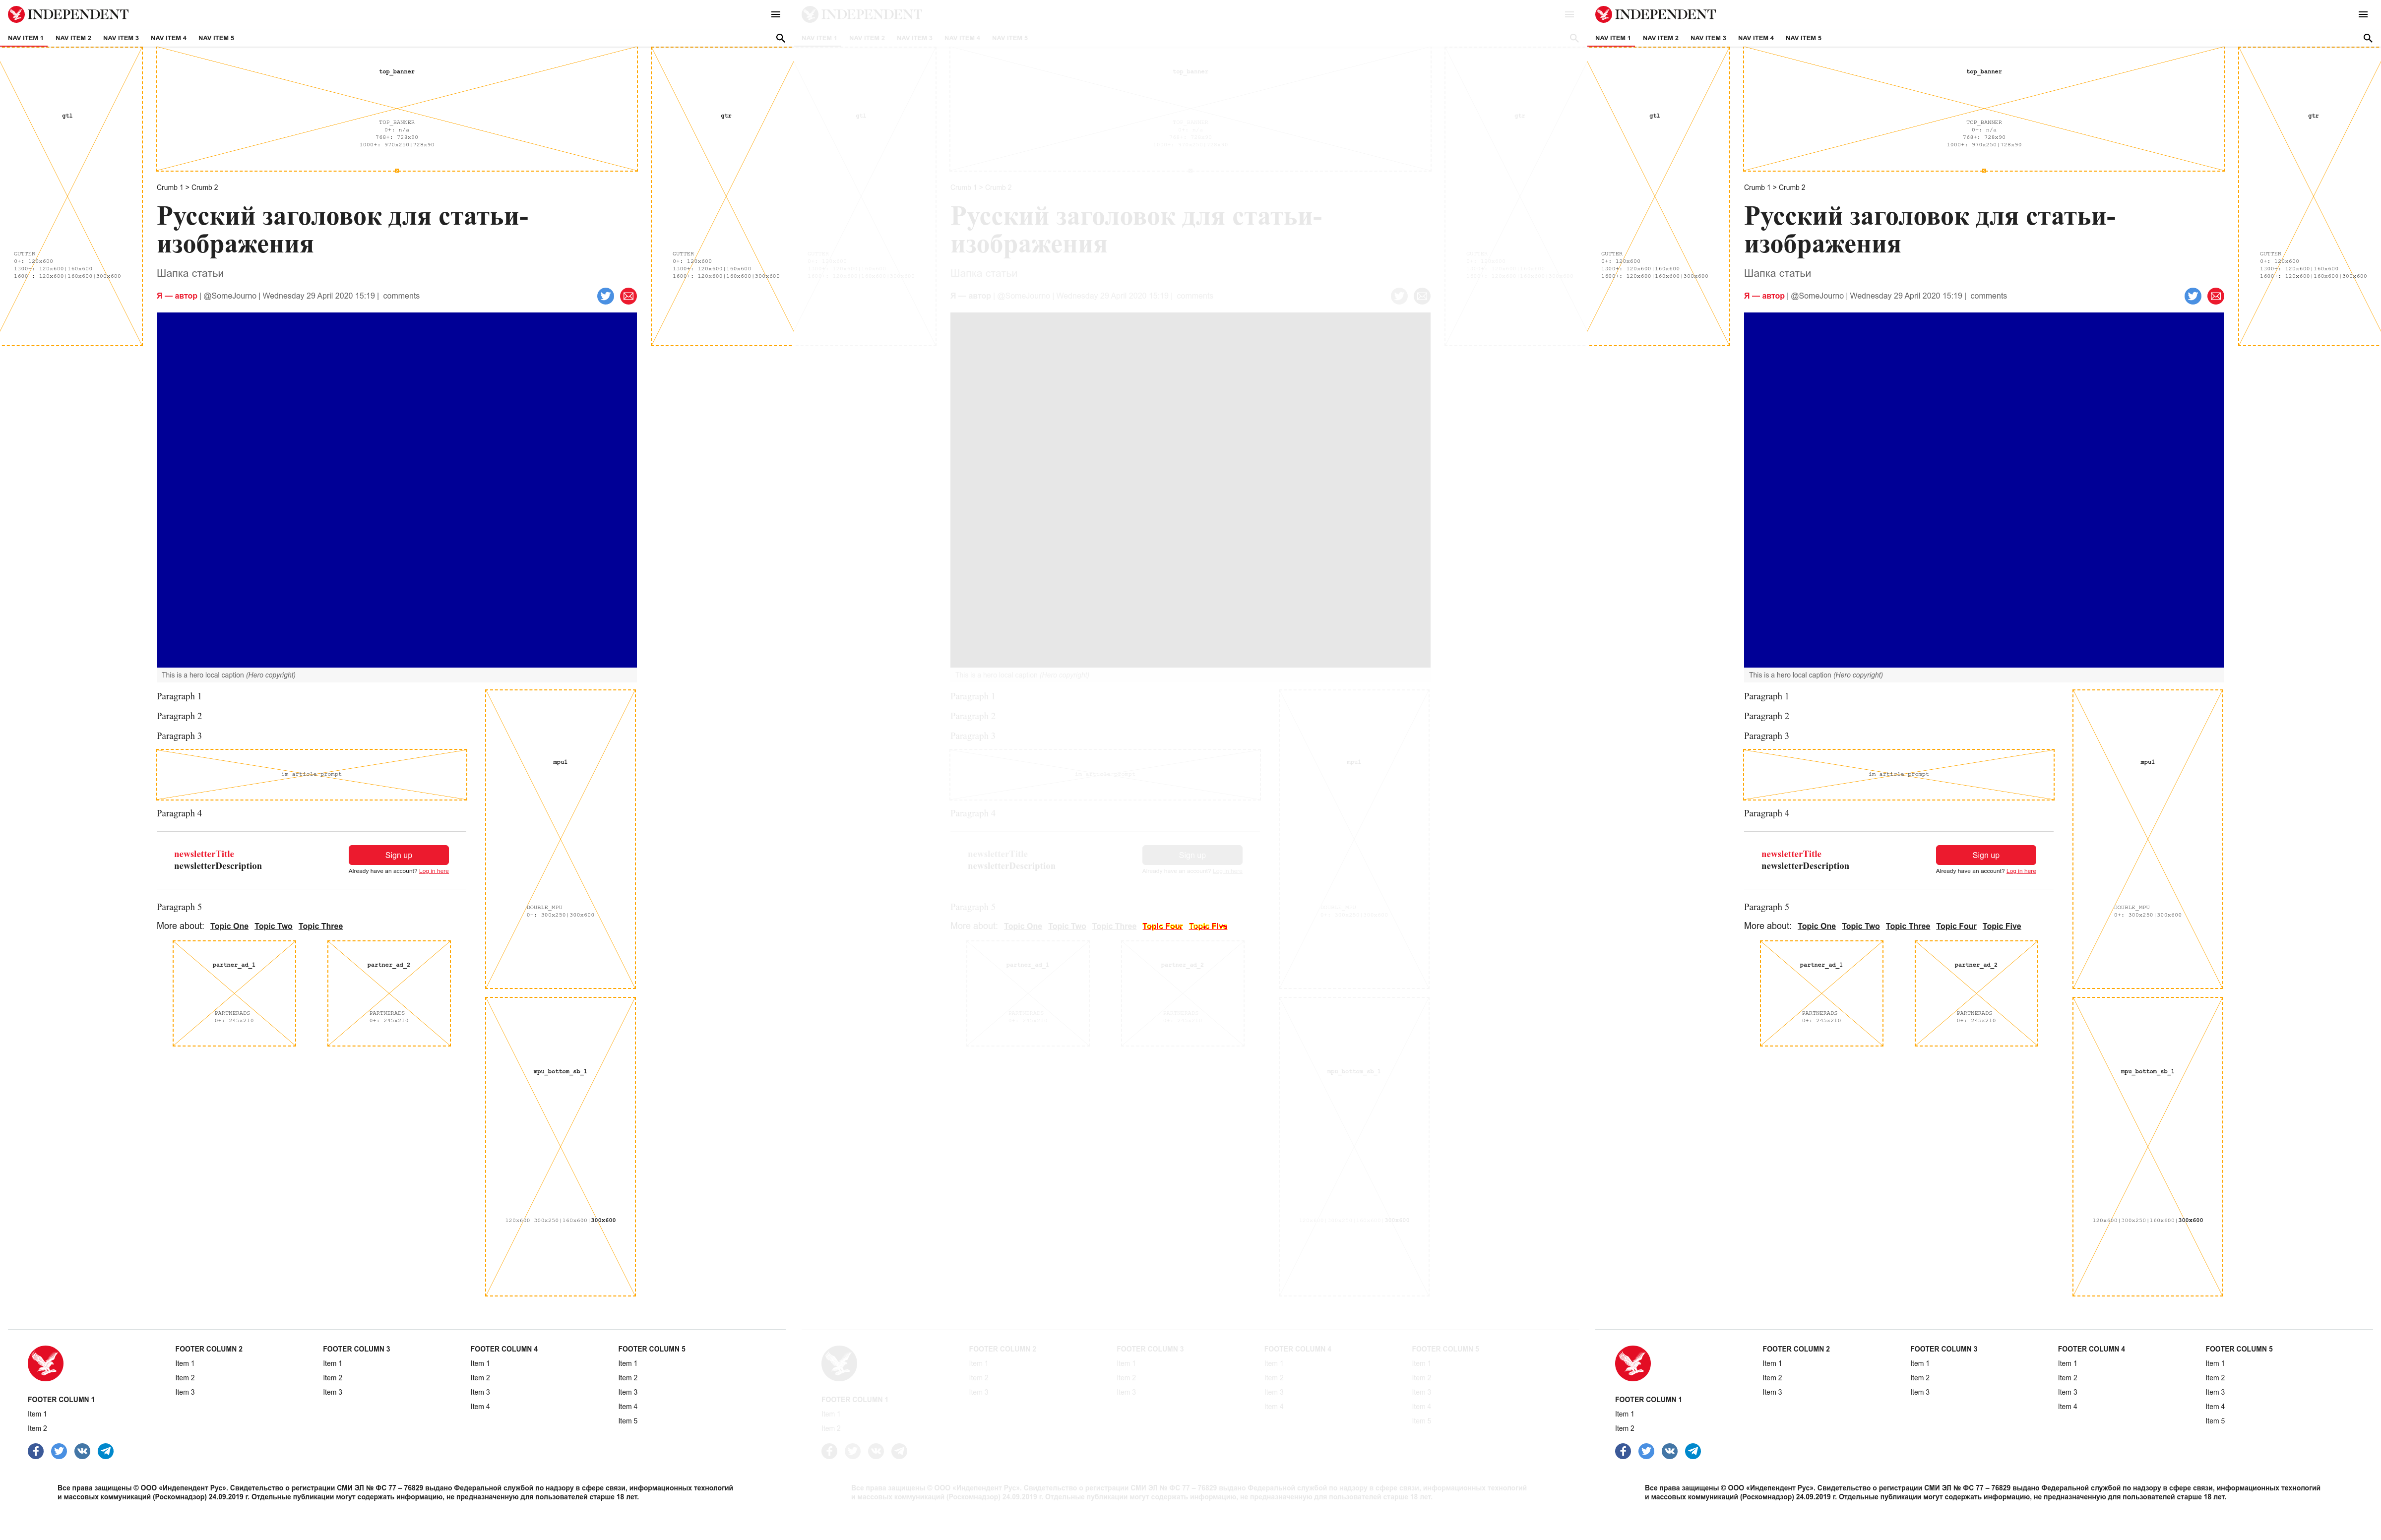 INDEPENDENT
NAV ITEM 1 NAV ITEM 2 NAV ITEM 3 NAV ITEM 4 NAV ITEM 5
top_banner
gtl
gtr
TOP_BANNER
0+: n/a
768+: 728x90
1000+: 970x250|728x90
Crumb 1 > Crumb 2
Русский заголовок для статьи-
изображения
GUTTER
0+: 120x600
1300+: 120x600|160x600
1600+: 120x600|160x600|300x600
GUTTER
0+: 120x600
1300+: 120x600|160x600
1600+: 120x600|160x600|300x600
Шапка статьи
Я — автор | @SomeJourno | Wednesday 29 April 2020 15:19 | comments
This is a hero local caption (Hero copyright)
Paragraph 1
Paragraph 2
Paragraph 3
mpu1
im article prompt
Paragraph 4
newsletterTitle
newsletterDescription
Sign up
Already have an account? Log in here
Paragraph 5
DOUBLE_MPU
0+: 300x250|300x600
More about: Topic One Topic Two Topic Three
partner_ad_1
partner_ad_2
PARTNERADS
0+: 245x210
PARTNERADS
0+: 245x210
mpu_bottom_sb_1
120x600|300x250|160x600|300x600
FOOTER COLUMN 1
Item 1
Item 2
FOOTER COLUMN 2
Item 1
Item 2
Item 3
FOOTER COLUMN 3
Item 1
Item 2
Item 3
FOOTER COLUMN 4
Item 1
Item 2
Item 3
Item 4
FOOTER COLUMN 5
Item 1
Item 2
Item 3
Item 4
Item 5
Все права защищены © ООО «Индепендент Рус». Свидетельство о регистрации СМИ ЭЛ № ФС 77 – 76829 выдано Федеральной службой по надзору в сфере связи, информационных технологий
и массовых коммуникаций (Роскомнадзор) 24.09.2019 г. Отдельные публикации могут содержать информацию, не предназначенную для пользователей старше 18 лет.
INDEPENDENT
NAV ITEM 1 NAV ITEM 2 NAV ITEM 3 NAV ITEM 4 NAV ITEM 5
top_banner
Crumb 1 > Crumb 2
Русский заголовок для статьи-
изображения
Шапка статьи
Я — автор | @SomeJourno | Wednesday 29 April 2020 15:19 | comments
This is a hero local caption (Hero copyright)
Paragraph 1
Paragraph 2
Paragraph 3
Paragraph 4
newsletterTitle
newsletterDescription
Sign up
Already have an account? Log in here
Paragraph 5
More about: Topic One Topic Two Topic Three Topic Four Topic Five
partner_ad_1
partner_ad_2
mpu_bottom_sb_1
FOOTER COLUMN 1
Item 1
Item 2
FOOTER COLUMN 2
Item 1
Item 2
Item 3
FOOTER COLUMN 3
Item 1
Item 2
Item 3
FOOTER COLUMN 4
Item 1
Item 2
Item 3
Item 4
FOOTER COLUMN 5
Item 1
Item 2
Item 3
Item 4
Item 5
Все права защищены © ООО «Индепендент Рус». Свидетельство о регистрации СМИ ЭЛ № ФС 77 – 76829 выдано Федеральной службой по надзору в сфере связи, информационных технологий
и массовых коммуникаций (Роскомнадзор) 24.09.2019 г. Отдельные публикации могут содержать информацию, не предназначенную для пользователей старше 18 лет.
INDEPENDENT
NAV ITEM 1 NAV ITEM 2 NAV ITEM 3 NAV ITEM 4 NAV ITEM 5
top_banner
gtl
gtr
TOP_BANNER
0+: n/a
768+: 728x90
1000+: 970x250|728x90
Crumb 1 > Crumb 2
Русский заголовок для статьи-
изображения
GUTTER
0+: 120x600
1300+: 120x600|160x600
1600+: 120x600|160x600|300x600
GUTTER
0+: 120x600
1300+: 120x600|160x600
1600+: 120x600|160x600|300x600
Шапка статьи
Я — автор | @SomeJourno | Wednesday 29 April 2020 15:19 | comments
This is a hero local caption (Hero copyright)
Paragraph 1
Paragraph 2
Paragraph 3
mpu1
im article prompt
Paragraph 4
newsletterTitle
newsletterDescription
Sign up
Already have an account? Log in here
Paragraph 5
DOUBLE_MPU
0+: 300x250|300x600
More about: Topic One Topic Two Topic Three Topic Four Topic Five
partner_ad_1
partner_ad_2
PARTNERADS
0+: 245x210
PARTNERADS
0+: 245x210
mpu_bottom_sb_1
120x600|300x250|160x600|300x600
FOOTER COLUMN 1
Item 1
Item 2
FOOTER COLUMN 2
Item 1
Item 2
Item 3
FOOTER COLUMN 3
Item 1
Item 2
Item 3
FOOTER COLUMN 4
Item 1
Item 2
Item 3
Item 4
FOOTER COLUMN 5
Item 1
Item 2
Item 3
Item 4
Item 5
Все права защищены © ООО «Индепендент Рус». Свидетельство о регистрации СМИ ЭЛ № ФС 77 – 76829 выдано Федеральной службой по надзору в сфере связи, информационных технологий
и массовых коммуникаций (Роскомнадзор) 24.09.2019 г. Отдельные публикации могут содержать информацию, не предназначенную для пользователей старше 18 лет.